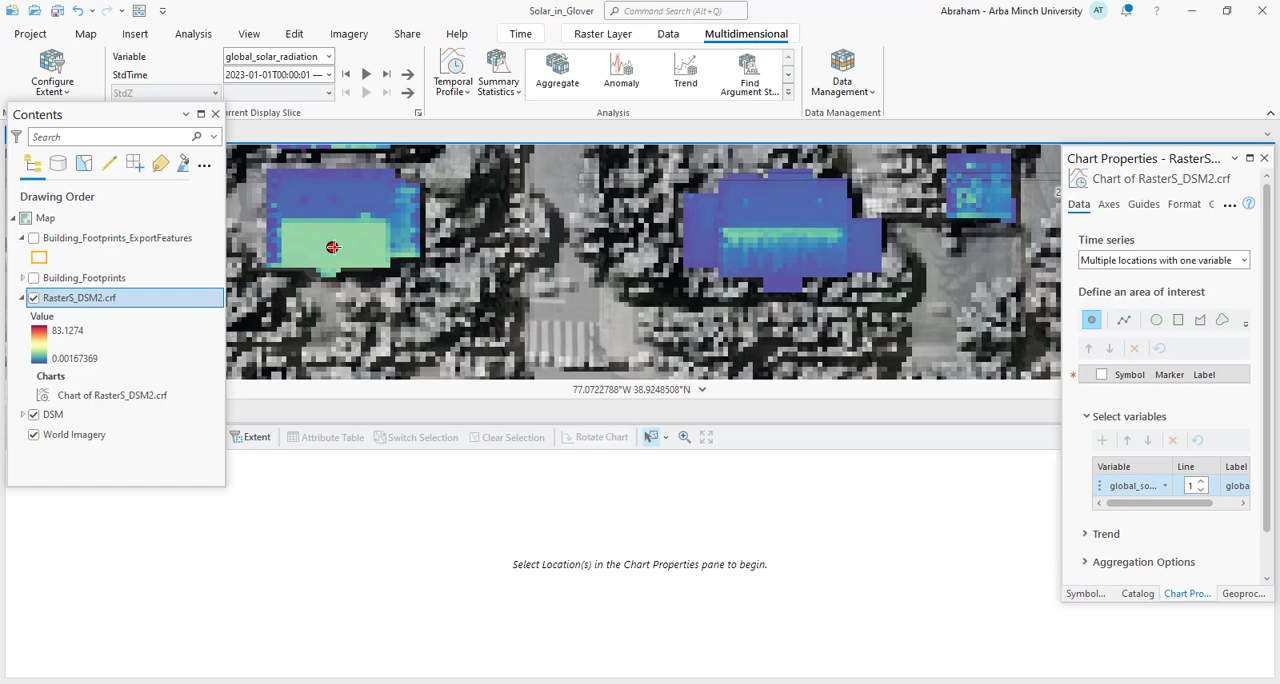 Solar_in_Glover
Command Search (Alt+Q)
Abraham - Arba Minch University
AT
?
Project
Map
Insert
Analysis
View
Edit
Imagery
Share
Help
Time
Raster Layer
Data
Multidimensional
Configure Extent
Variable
global_solar_radiation
StdTime
2023-01-01T00:00:01 —
StdZ
Current Display Slice
Temporal Profile
Summary Statistics
Aggregate
Anomaly
Trend
Find Argument St...
Analysis
Data Management
Data Management
Contents
Search
Drawing Order
Map
Building_Footprints_ExportFeatures
Building_Footprints
RasterS_DSM2.crf
Value
83.1274
0.00167369
Charts
Chart of RasterS_DSM2.crf
DSM
World Imagery
77.0722788°W 38.9248508°N
Extent
Attribute Table
Switch Selection
Clear Selection
Rotate Chart
Select Location(s) in the Chart Properties pane to begin.
Chart Properties - RasterS...
Chart of RasterS_DSM2.crf
Data
Axes
Guides
Format
Time series
Multiple locations with one variable
Define an area of interest
* Symbol Marker Label
Select variables
Variable Line Label
global_so... 1 globa
Trend
Aggregation Options
Symbol...
Catalog
Chart Pro...
Geoproc...